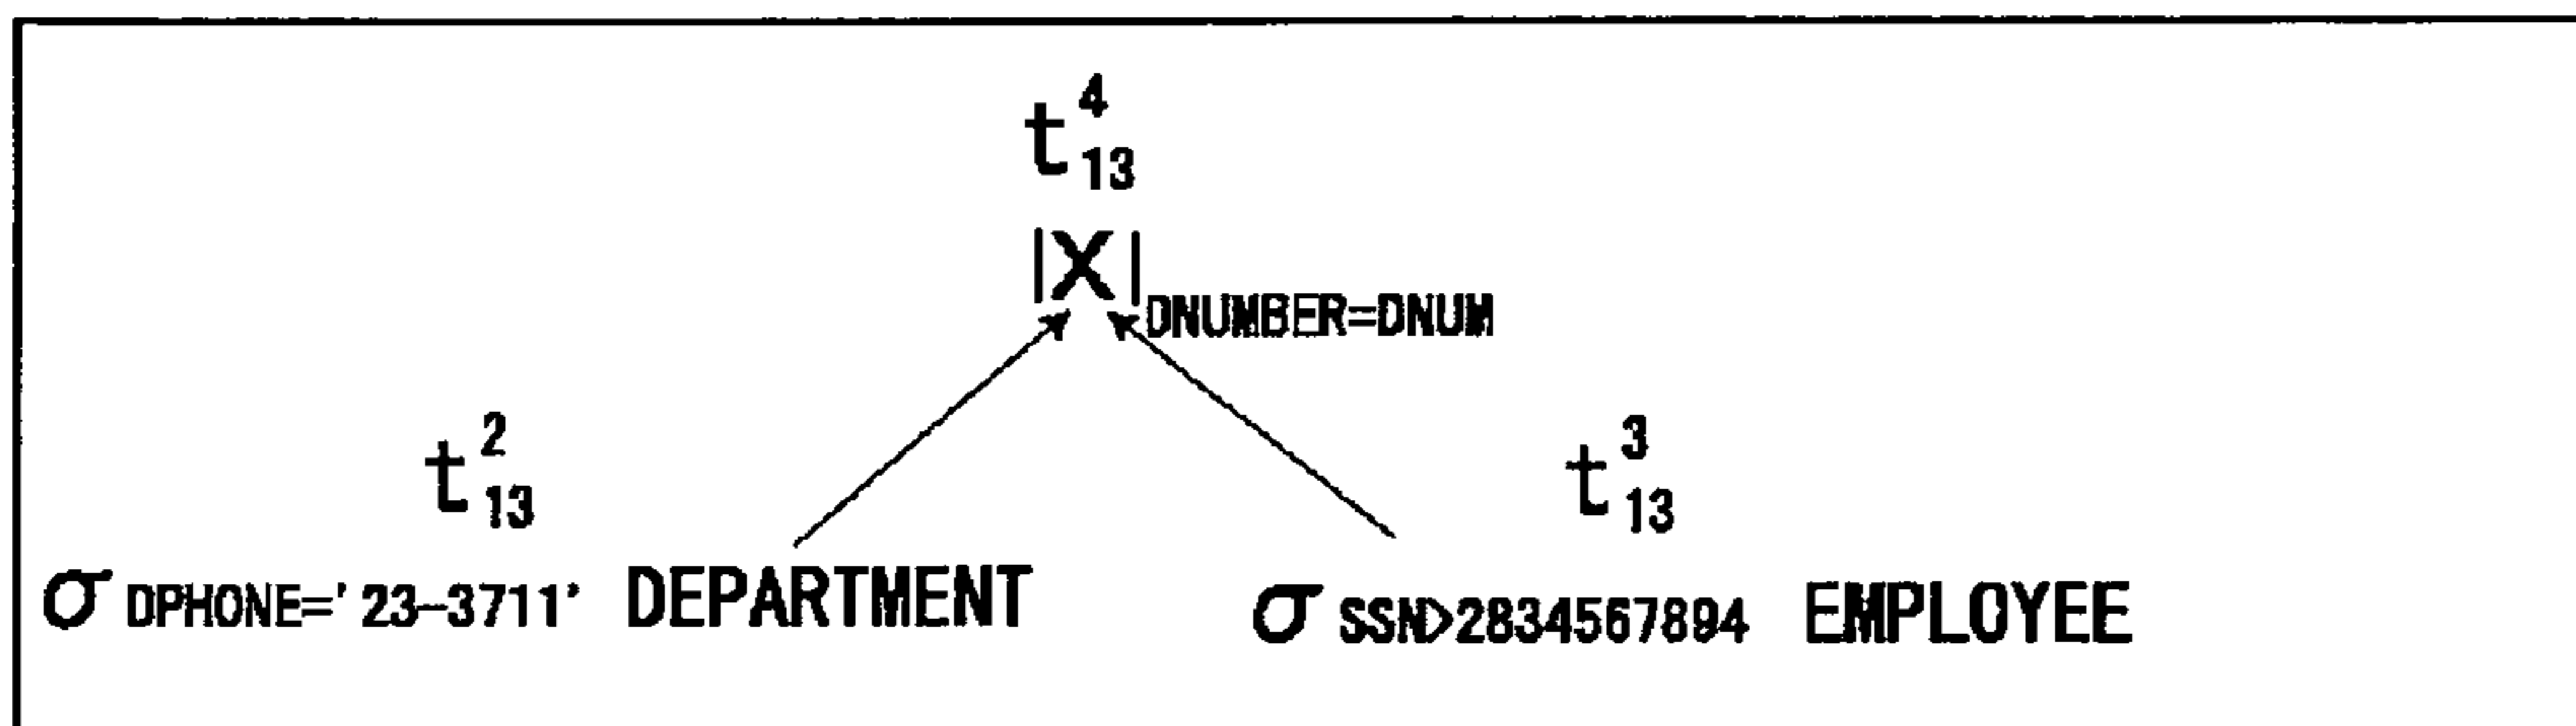 t₁₃⁴
|X| DNUMBER=DNUM
t₁₃² t₁₃³
σ DPHONE='23-3711' DEPARTMENT σ SSN>2834567894 EMPLOYEE